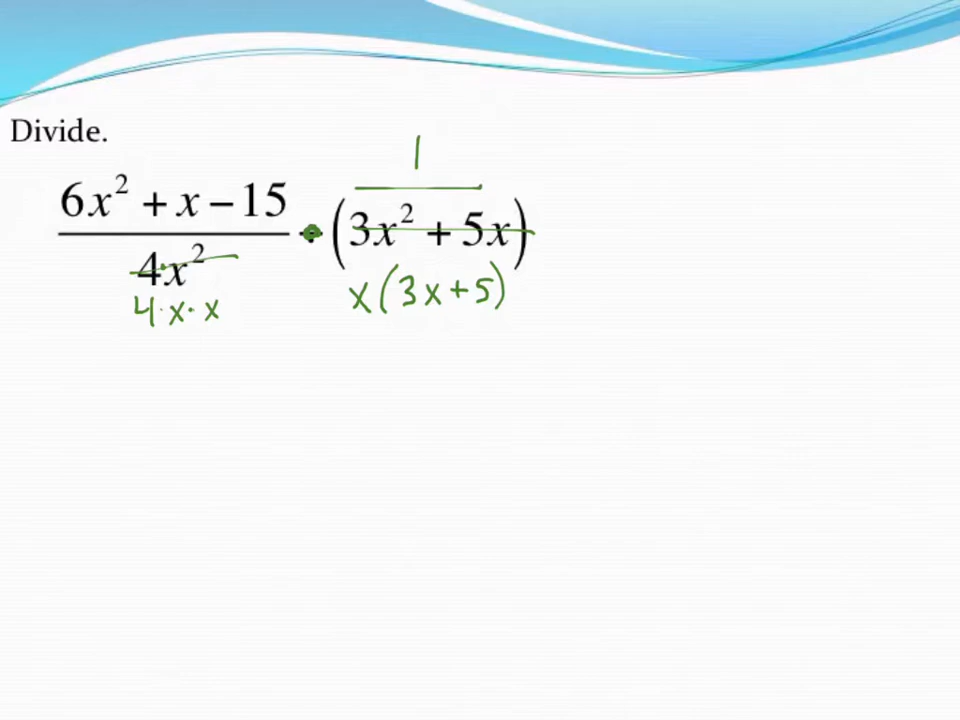 Divide.
1
6x² + x − 15
÷ (3x² + 5x)
4x²
4·x·x
x(3x+5)